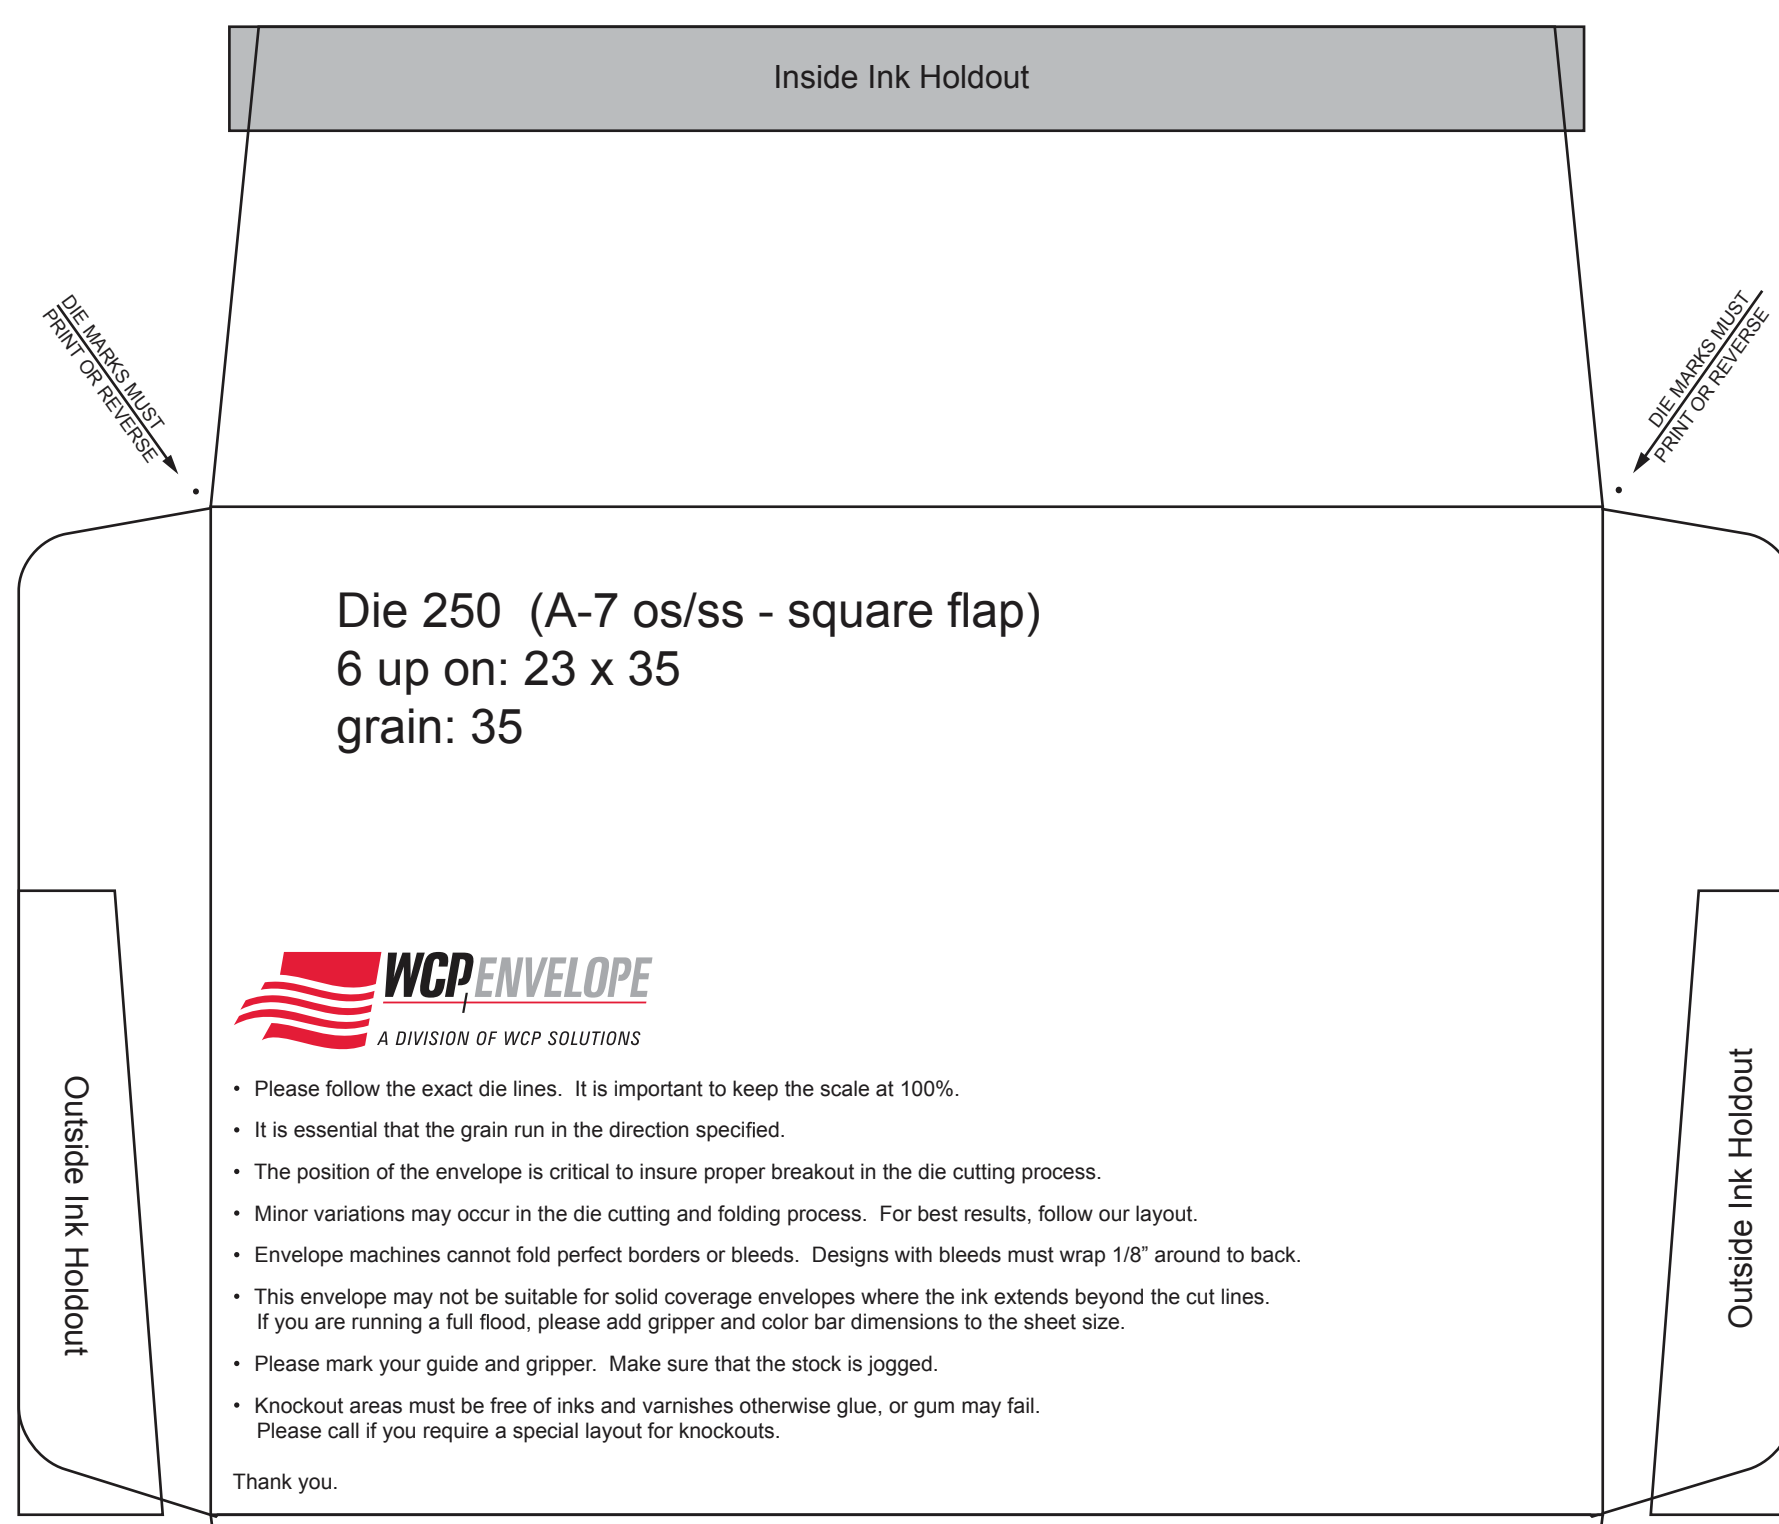 Inside Ink Holdout
DIE MARKS MUST
PRINT OR REVERSE
DIE MARKS MUST
PRINT OR REVERSE
Die 250  (A-7 os/ss - square flap)
6 up on: 23 x 35
grain: 35
WCP ENVELOPE
A DIVISION OF WCP SOLUTIONS
• Please follow the exact die lines.  It is important to keep the scale at 100%.
• It is essential that the grain run in the direction specified.
• The position of the envelope is critical to insure proper breakout in the die cutting process.
• Minor variations may occur in the die cutting and folding process.  For best results, follow our layout.
• Envelope machines cannot fold perfect borders or bleeds.  Designs with bleeds must wrap 1/8” around to back.
• This envelope may not be suitable for solid coverage envelopes where the ink extends beyond the cut lines.
If you are running a full flood, please add gripper and color bar dimensions to the sheet size.
• Please mark your guide and gripper.  Make sure that the stock is jogged.
• Knockout areas must be free of inks and varnishes otherwise glue, or gum may fail.
Please call if you require a special layout for knockouts.
Thank you.
Outside Ink Holdout
Outside Ink Holdout